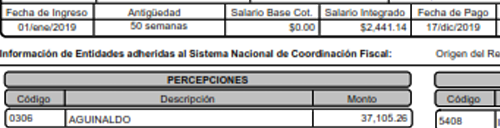 Fecha de Ingreso Antigüedad Salario Base Cot. Salario Integrado Fecha de Pago
01/ene/2019 50 semanas $0.00 $2,441.14 17/dic/2019
Información de Entidades adheridas al Sistema Nacional de Coordinación Fiscal: Origen del Re
PERCEPCIONES
Código Descripción Monto Código
0306 AGUINALDO 37,105.26 5408